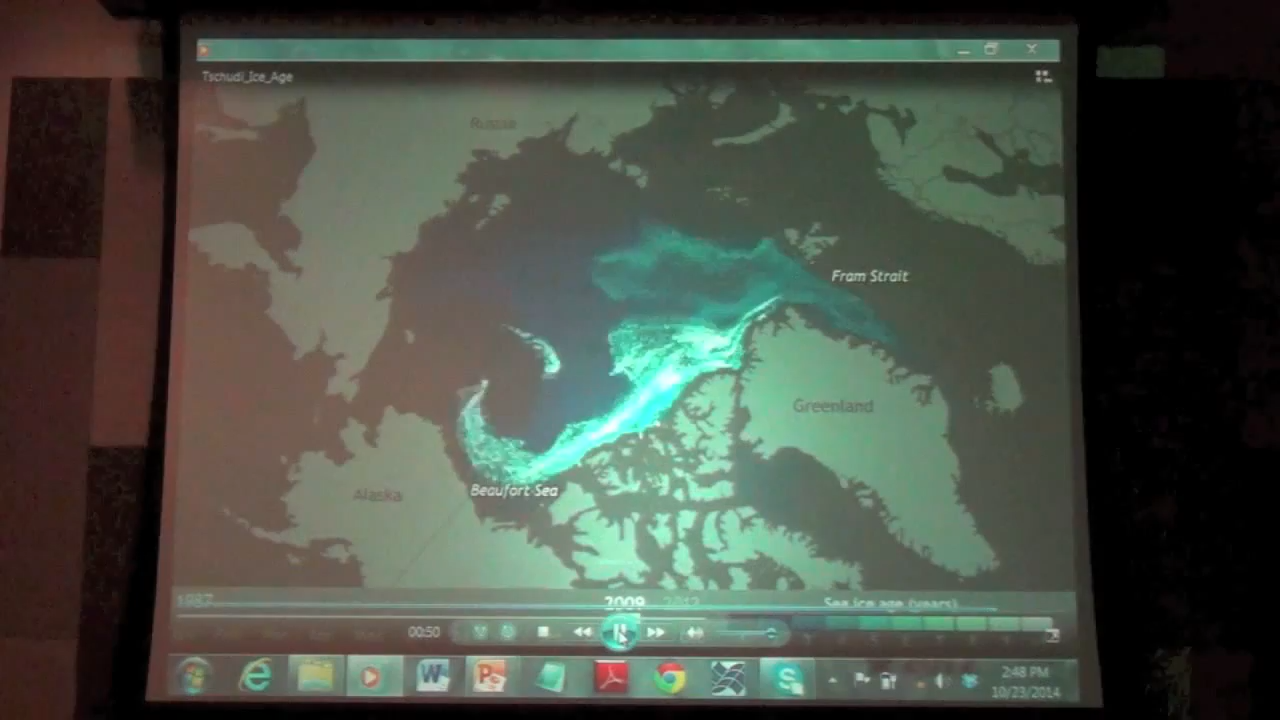 Tschudi_Ice_Age
Russia
Fram Strait
Greenland
Alaska
Beaufort Sea
1987
2009 2012
Sea ice age (years)
00:50
2:48 PM
10/23/2014